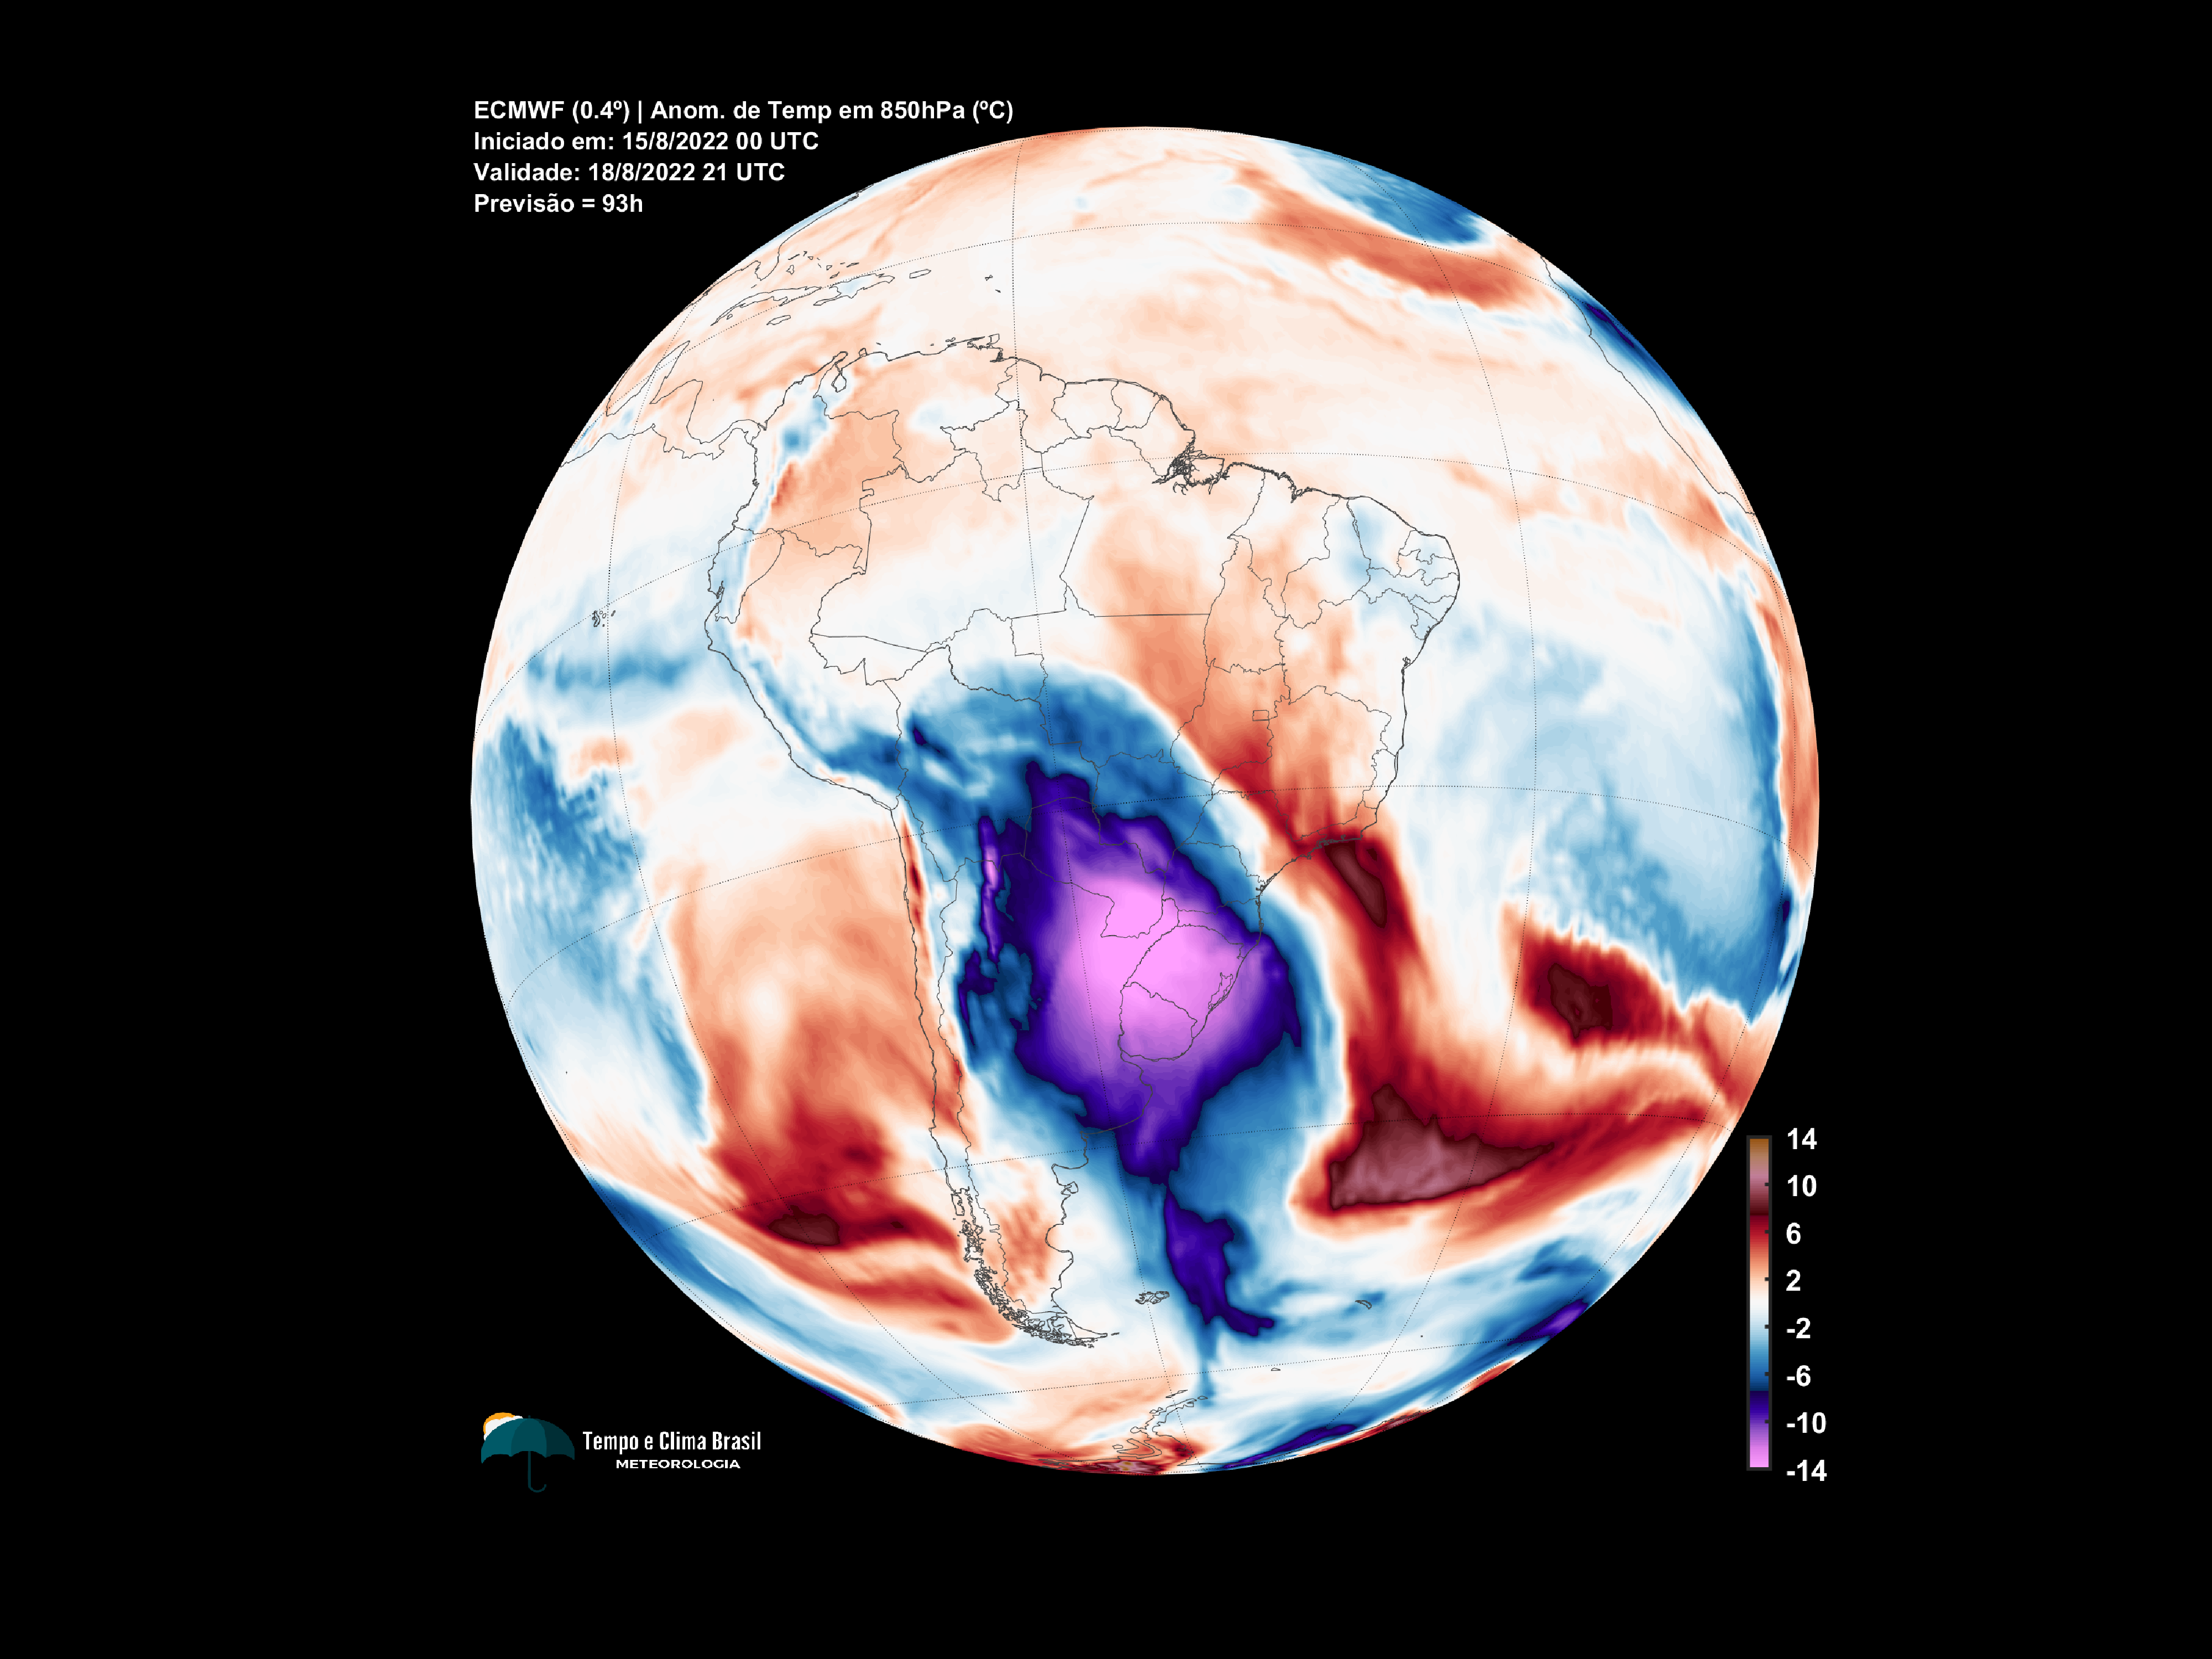 ECMWF (0.4º) | Anom. de Temp em 850hPa (ºC)
Iniciado em: 15/8/2022 00 UTC
Validade: 18/8/2022 21 UTC
Previsão = 93h
14
10
6
2
-2
-6
-10
-14
Tempo e Clima Brasil
METEOROLOGIA